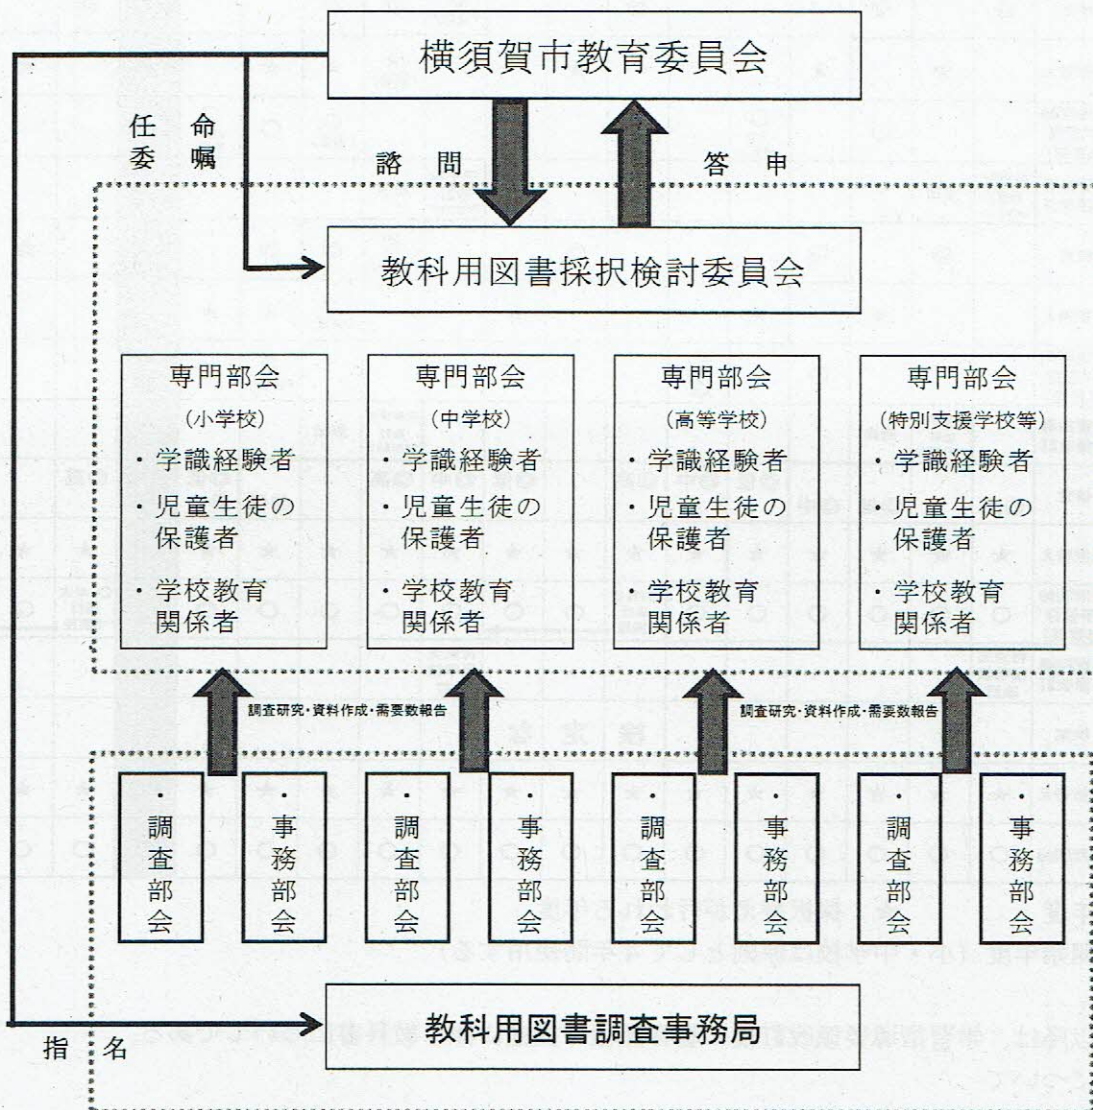 横須賀市教育委員会
任命
委嘱
諮問
答申
教科用図書採択検討委員会
専門部会
(小学校)
・学識経験者
・児童生徒の
保護者
・学校教育
関係者
専門部会
(中学校)
・学識経験者
・児童生徒の
保護者
・学校教育
関係者
専門部会
(高等学校)
・学識経験者
・児童生徒の
保護者
・学校教育
関係者
専門部会
(特別支援学校等)
・学識経験者
・児童生徒の
保護者
・学校教育
関係者
調査研究・資料作成・需要数報告
調査研究・資料作成・需要数報告
・調査部会
・事務部会
・調査部会
・事務部会
・調査部会
・事務部会
・調査部会
・事務部会
教科用図書調査事務局
指名